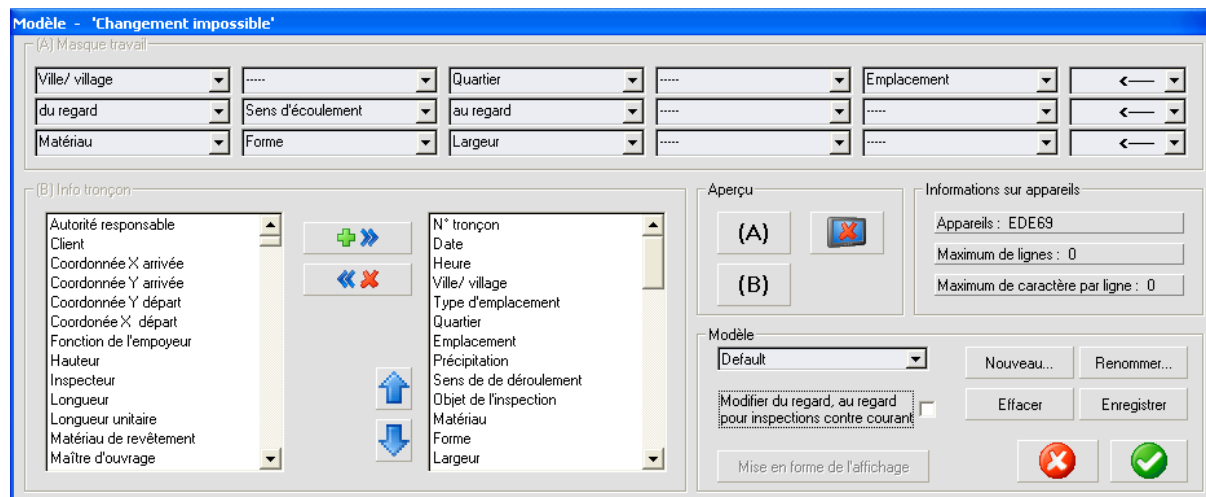 Modèle - 'Changement impossible'
(A) Masque travail
Ville/ village ----- Quartier ----- Emplacement <——
du regard Sens d'écoulement au regard ----- ----- <——
Matériau Forme Largeur ----- ----- <——
(B) Info tronçon
Autorité responsable
Client
Coordonnée X arrivée
Coordonnée Y arrivée
Coordonnée Y départ
Coordonée X départ
Fonction de l'empoyeur
Hauteur
Inspecteur
Longueur
Longueur unitaire
Matériau de revêtement
Maître d'ouvrage
N° tronçon
Date
Heure
Ville/ village
Type d'emplacement
Quartier
Emplacement
Précipitation
Sens de de déroulement
Objet de l'inspection
Matériau
Forme
Largeur
Aperçu
(A)
(B)
Informations sur appareils
Appareils : EDE69
Maximum de lignes : 0
Maximum de caractère par ligne : 0
Modèle
Default
Nouveau... Renommer...
Modifier du regard, au regard
pour inspections contre courant
Effacer Enregistrer
Mise en forme de l'affichage